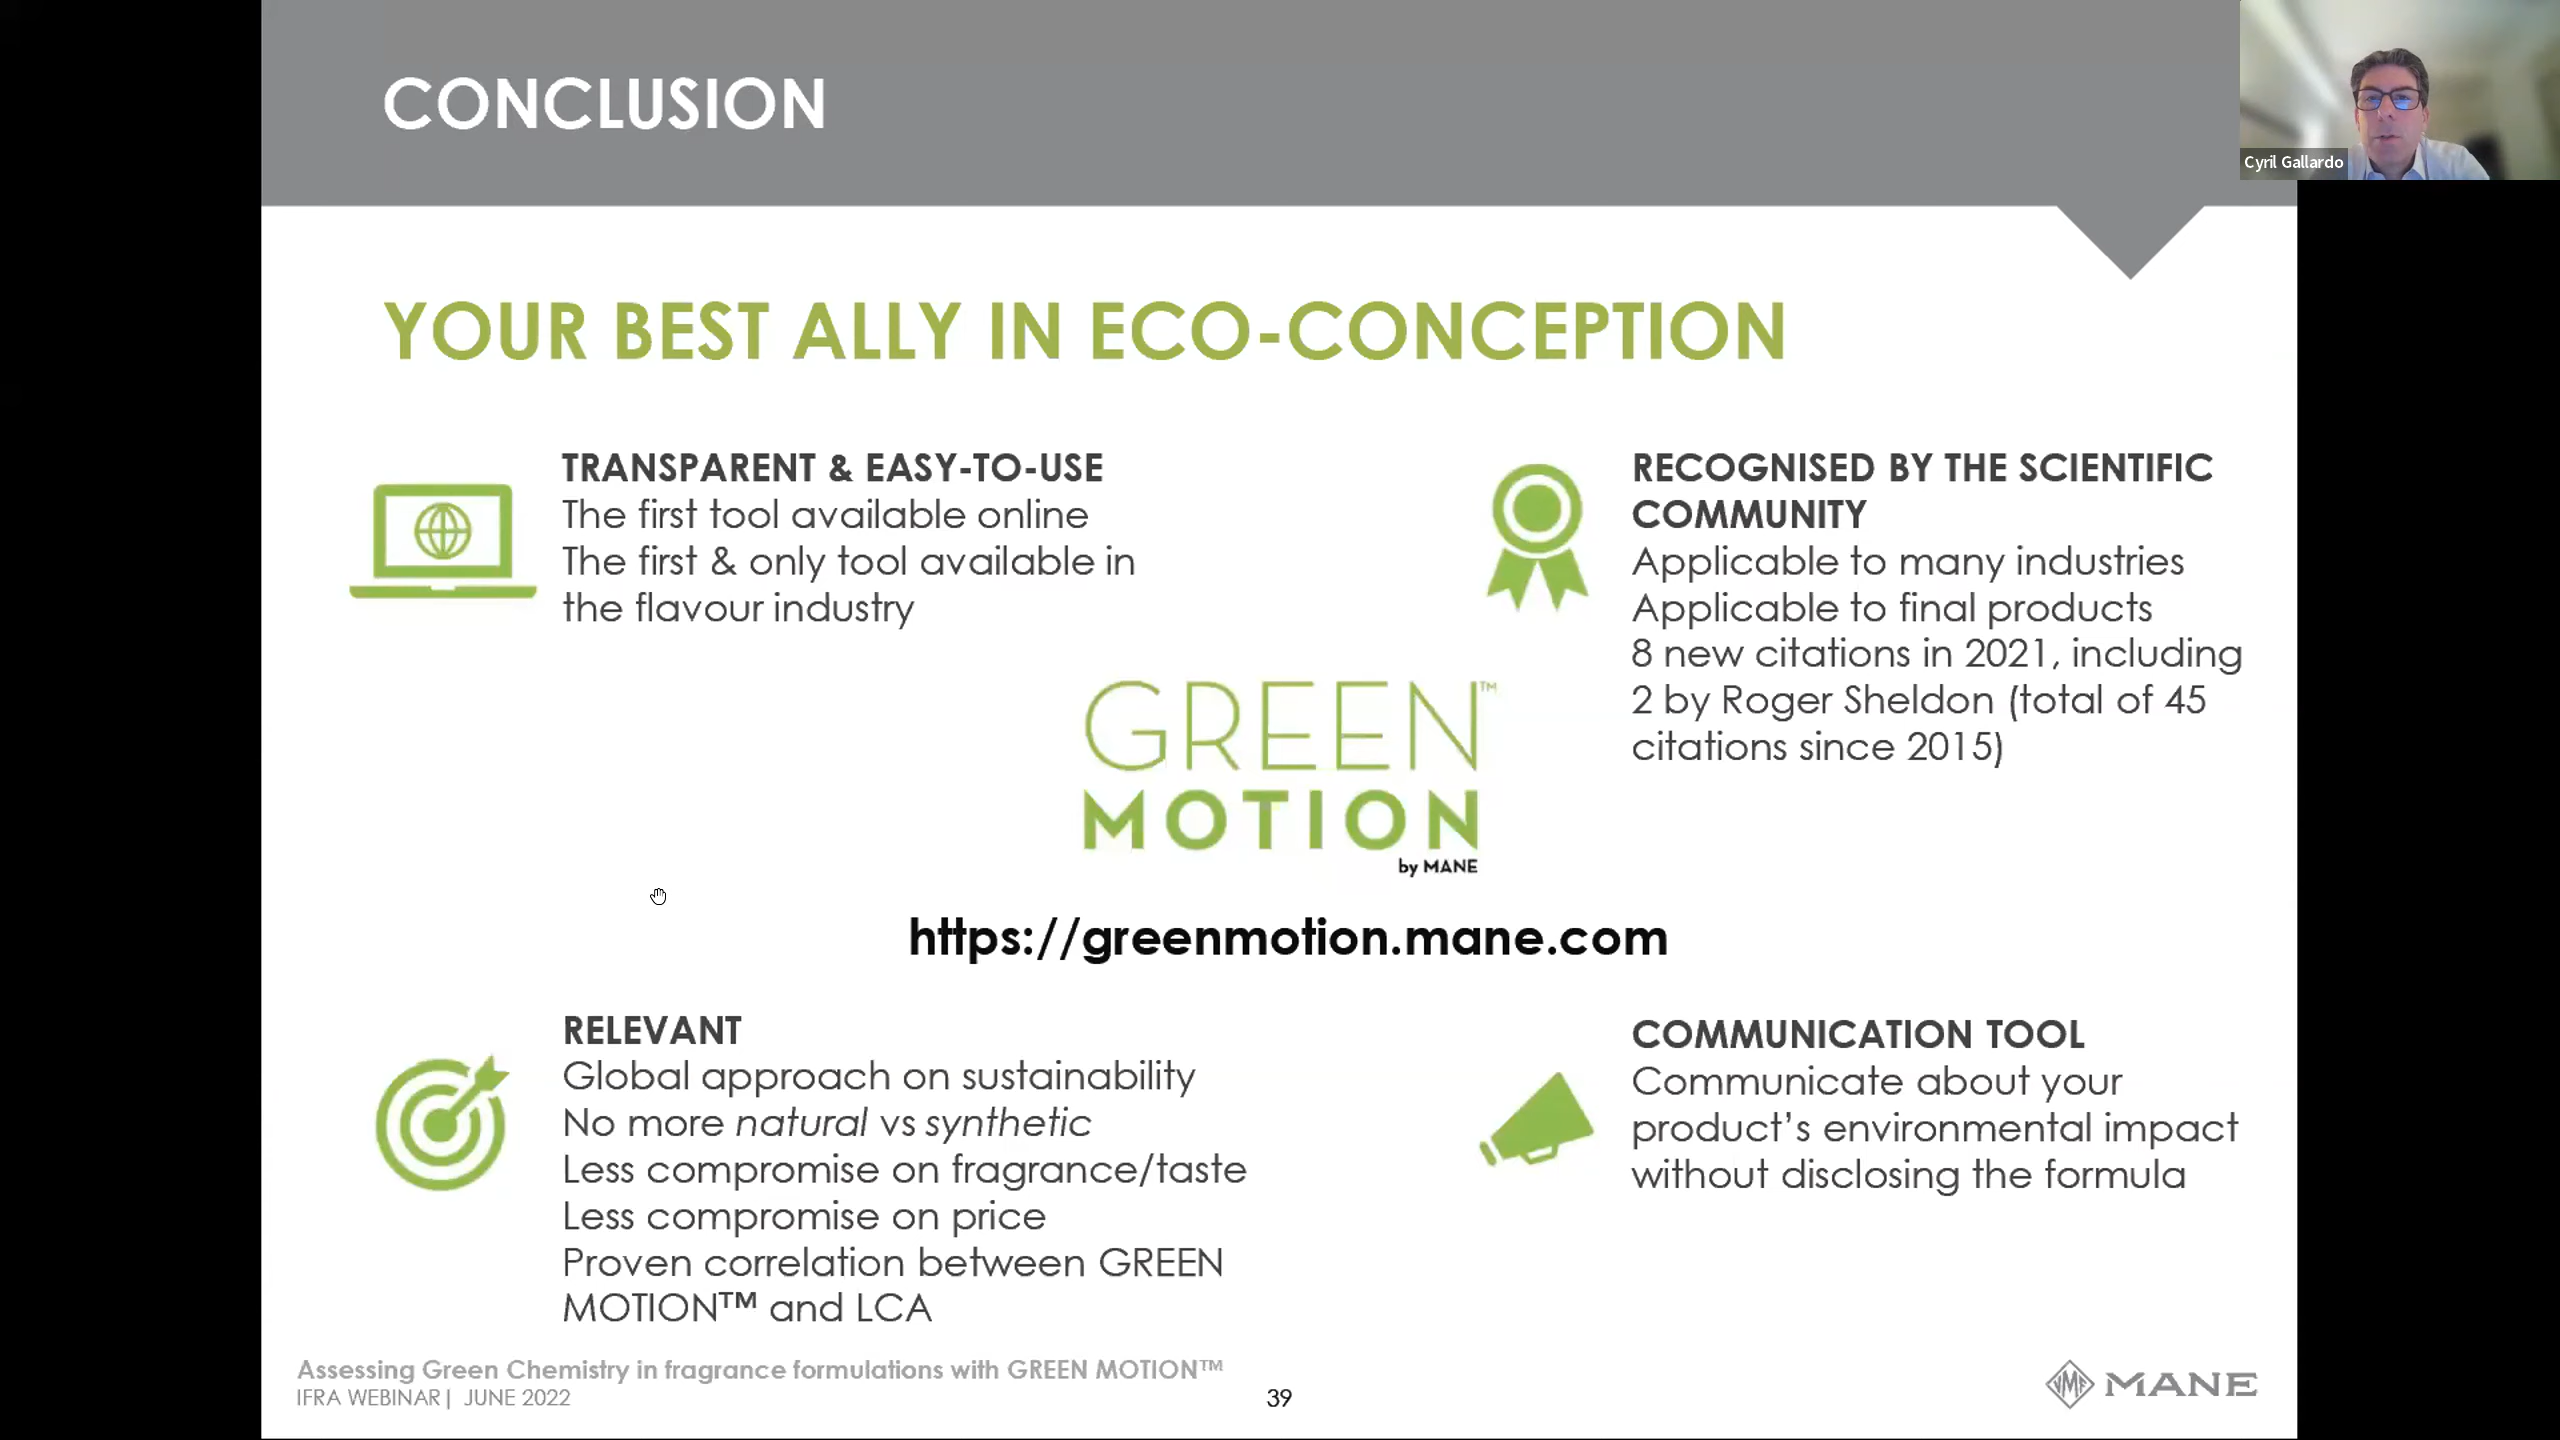 CONCLUSION
Cyril Gallardo
YOUR BEST ALLY IN ECO-CONCEPTION
TRANSPARENT & EASY-TO-USE
The first tool available online
The first & only tool available in
the flavour industry
RECOGNISED BY THE SCIENTIFIC
COMMUNITY
Applicable to many industries
Applicable to final products
8 new citations in 2021, including
2 by Roger Sheldon (total of 45
citations since 2015)
GREEN™
MOTION
by MANE
https://greenmotion.mane.com
RELEVANT
Global approach on sustainability
No more natural vs synthetic
Less compromise on fragrance/taste
Less compromise on price
Proven correlation between GREEN
MOTION™ and LCA
COMMUNICATION TOOL
Communicate about your
product’s environmental impact
without disclosing the formula
Assessing Green Chemistry in fragrance formulations with GREEN MOTION™
IFRA WEBINAR | JUNE 2022
39
VMF MANE